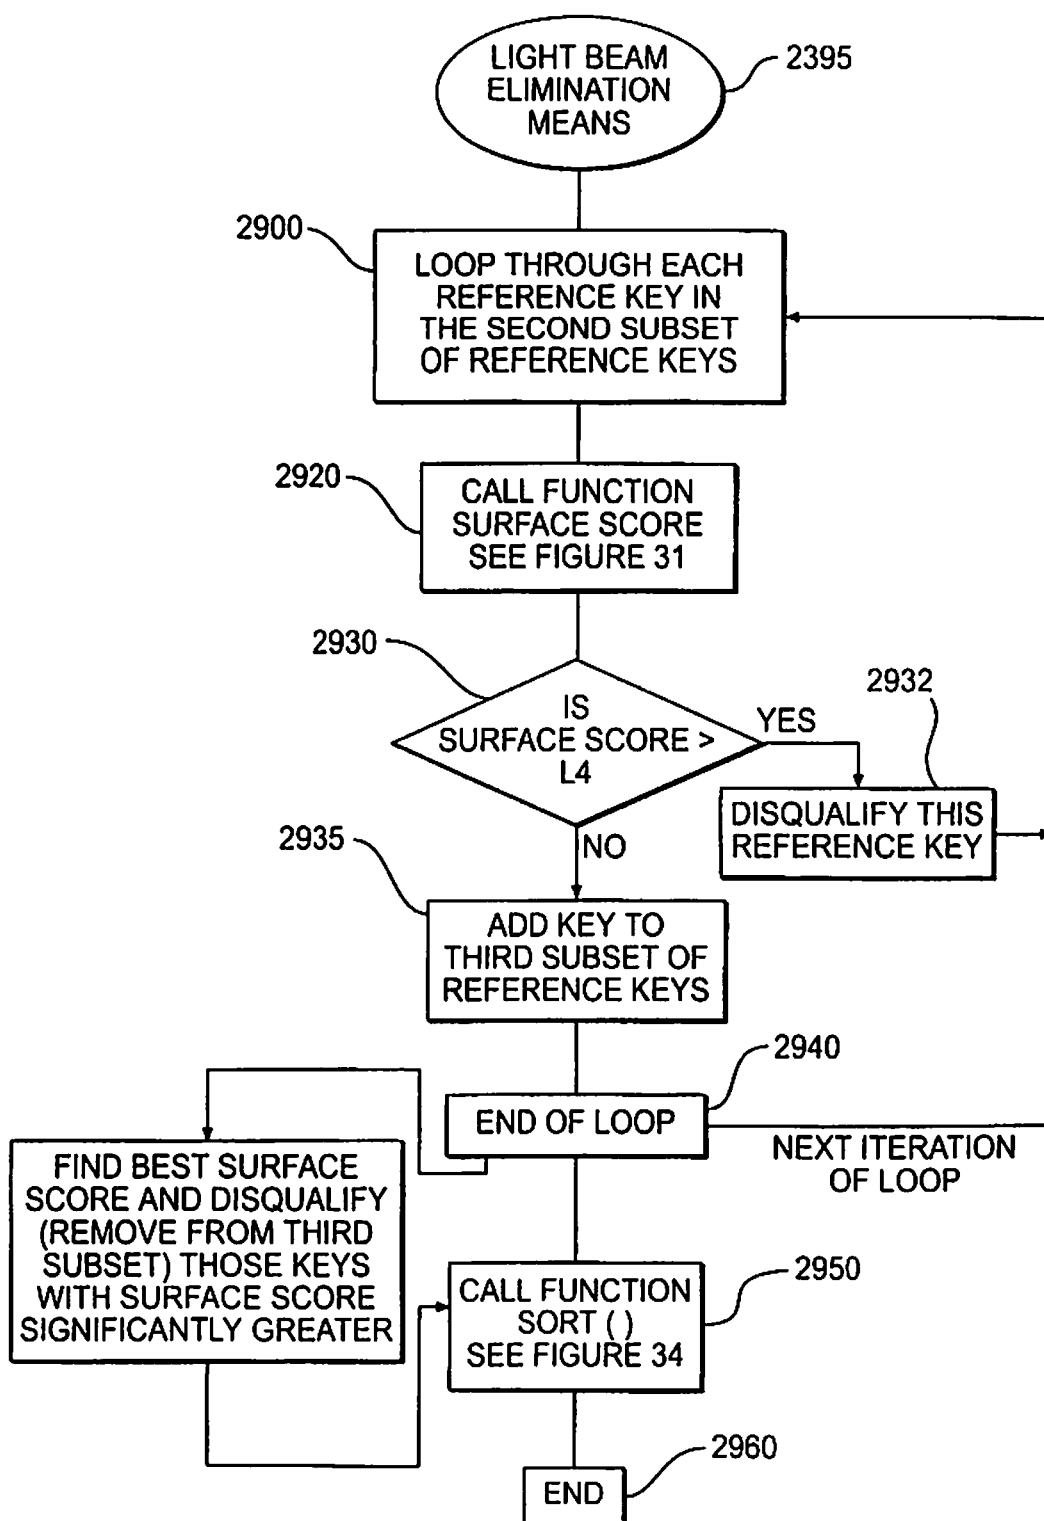 LIGHT BEAM
ELIMINATION
MEANS
2395
2900
LOOP THROUGH EACH
REFERENCE KEY IN
THE SECOND SUBSET
OF REFERENCE KEYS
2920
CALL FUNCTION
SURFACE SCORE
SEE FIGURE 31
2930
IS
SURFACE SCORE >
L4
YES
2932
DISQUALIFY THIS
REFERENCE KEY
NO
2935
ADD KEY TO
THIRD SUBSET OF
REFERENCE KEYS
2940
END OF LOOP
NEXT ITERATION
OF LOOP
FIND BEST SURFACE
SCORE AND DISQUALIFY
(REMOVE FROM THIRD
SUBSET) THOSE KEYS
WITH SURFACE SCORE
SIGNIFICANTLY GREATER
2950
CALL FUNCTION
SORT ( )
SEE FIGURE 34
2960
END